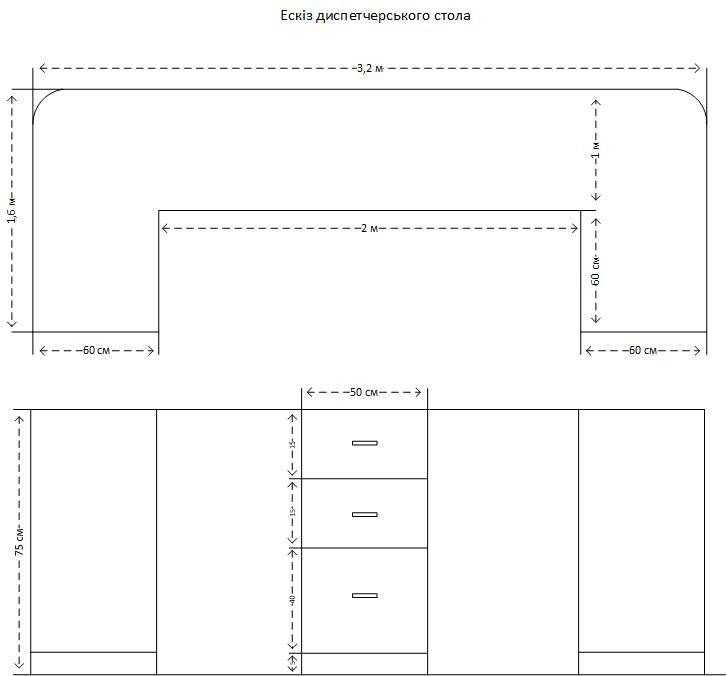 Ескіз диспетчерського стола
3,2 м
1 м
1,6 м
2 м
60 см
60 см
60 см
50 см
15
15
75 см
40
5